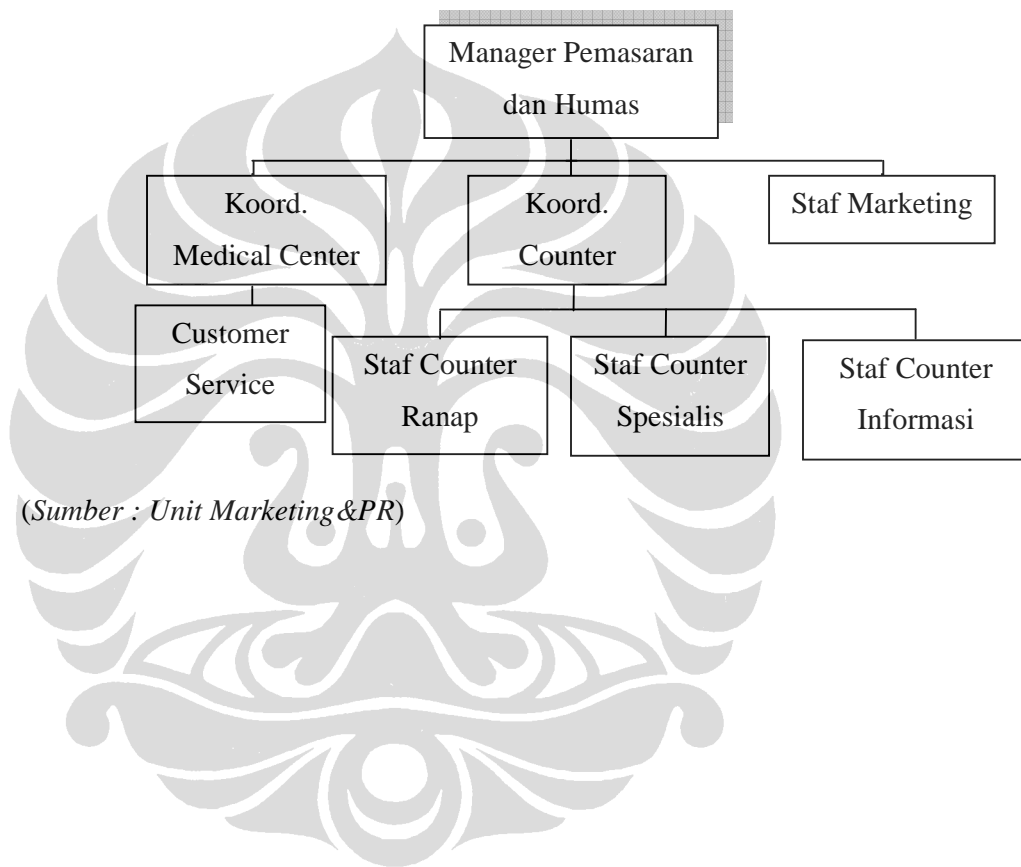 Manager Pemasaran
dan Humas
Koord.
Medical Center
Koord.
Counter
Staf Marketing
Customer
Service
Staf Counter
Ranap
Staf Counter
Spesialis
Staf Counter
Informasi
(Sumber : Unit Marketing&PR)